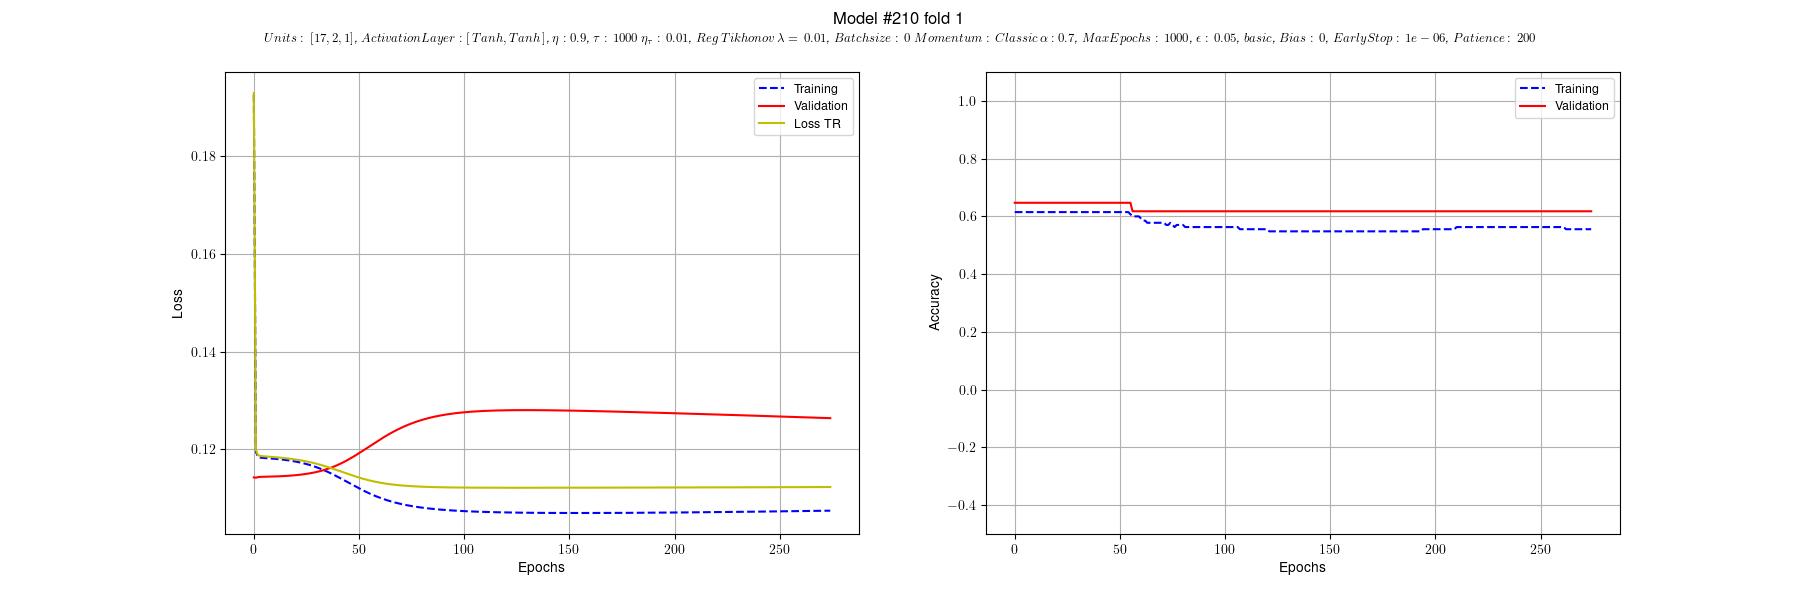 Model #210 fold 1
Units : [17, 2, 1], ActivationLayer : [Tanh, Tanh], η : 0.9, τ : 1000 ητ : 0.01, Reg Tikhonov λ = 0.01, Batchsize : 0 Momentum : Classic α : 0.7, MaxEpochs : 1000, ϵ : 0.05, basic, Bias : 0, EarlyStop : 1e − 06, Patience : 200
Training
Validation
Loss TR
0.18
0.16
0.14
0.12
Loss
0 50 100 150 200 250
Epochs
Training
Validation
1.0
0.8
0.6
0.4
0.2
0.0
−0.2
−0.4
Accuracy
0 50 100 150 200 250
Epochs